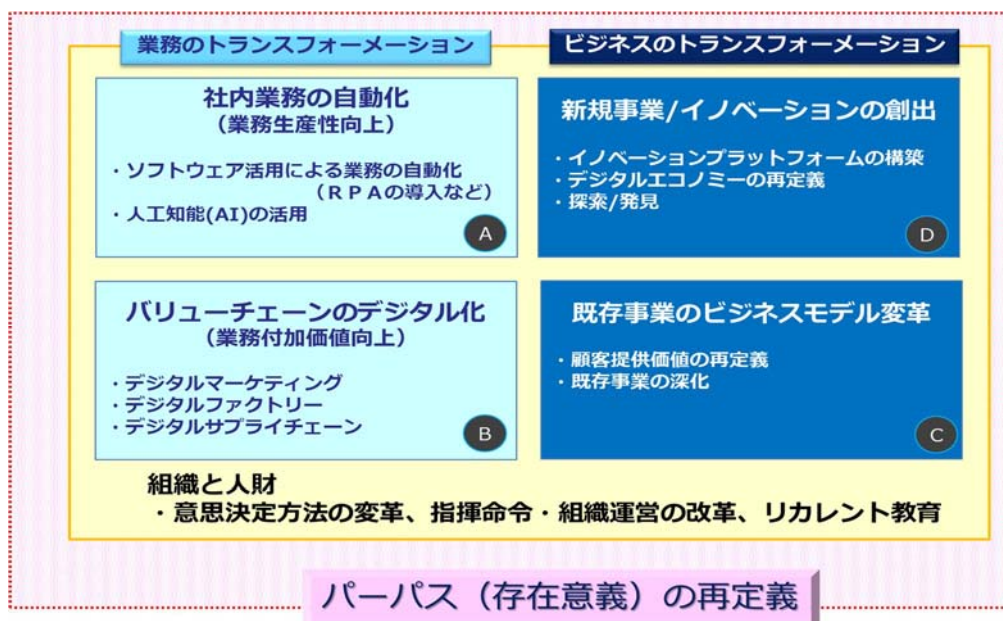 業務のトランスフォーメーション
社内業務の自動化
（業務生産性向上）
・ソフトウェア活用による業務の自動化
（ＲＰＡの導入など）
・人工知能(AI)の活用
A
バリューチェーンのデジタル化
（業務付加価値向上）
・デジタルマーケティング
・デジタルファクトリー
・デジタルサプライチェーン
B
ビジネスのトランスフォーメーション
新規事業/イノベーションの創出
・イノベーションプラットフォームの構築
・デジタルエコノミーの再定義
・探索/発見
D
既存事業のビジネスモデル変革
・顧客提供価値の再定義
・既存事業の深化
C
組織と人財
・意思決定方法の変革、指揮命令・組織運営の改革、リカレント教育
パーパス（存在意義）の再定義